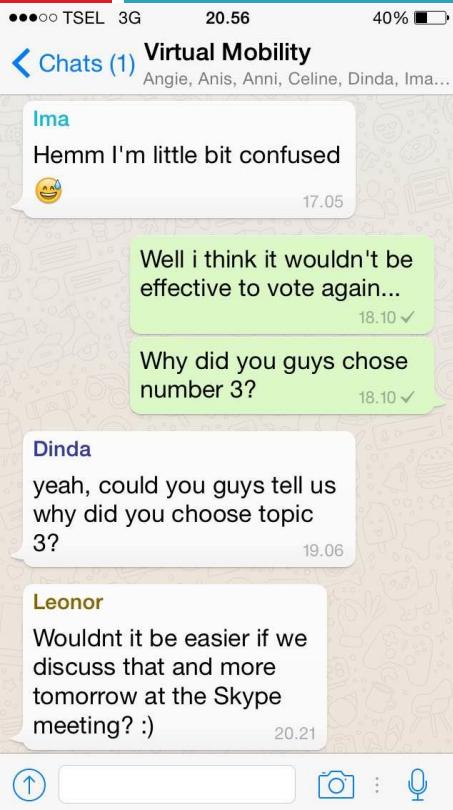 TSEL 3G 20.56 40%
Chats (1) Virtual Mobility
Angie, Anis, Anni, Celine, Dinda, Ima...
Ima
Hemm I'm little bit confused
17.05
Well i think it wouldn't be
effective to vote again...
18.10
Why did you guys chose
number 3?
18.10
Dinda
yeah, could you guys tell us
why did you choose topic
3?
19.06
Leonor
Wouldnt it be easier if we
discuss that and more
tomorrow at the Skype
meeting? :)
20.21